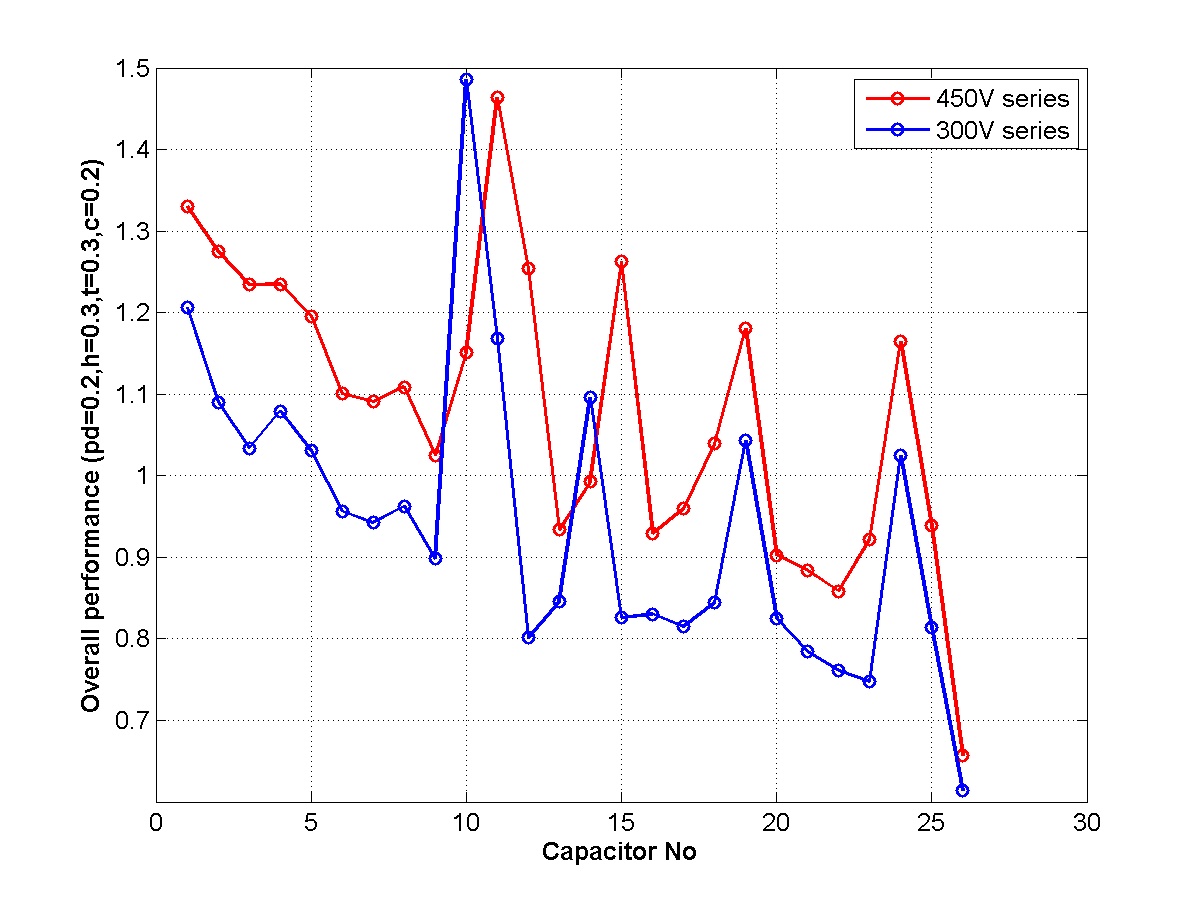 Overall performance (pd=0.2,h=0.3,t=0.3,c=0.2)
1.5
1.4
1.3
1.2
1.1
1
0.9
0.8
0.7
450V series
300V series
0 5 10 15 20 25 30
Capacitor No